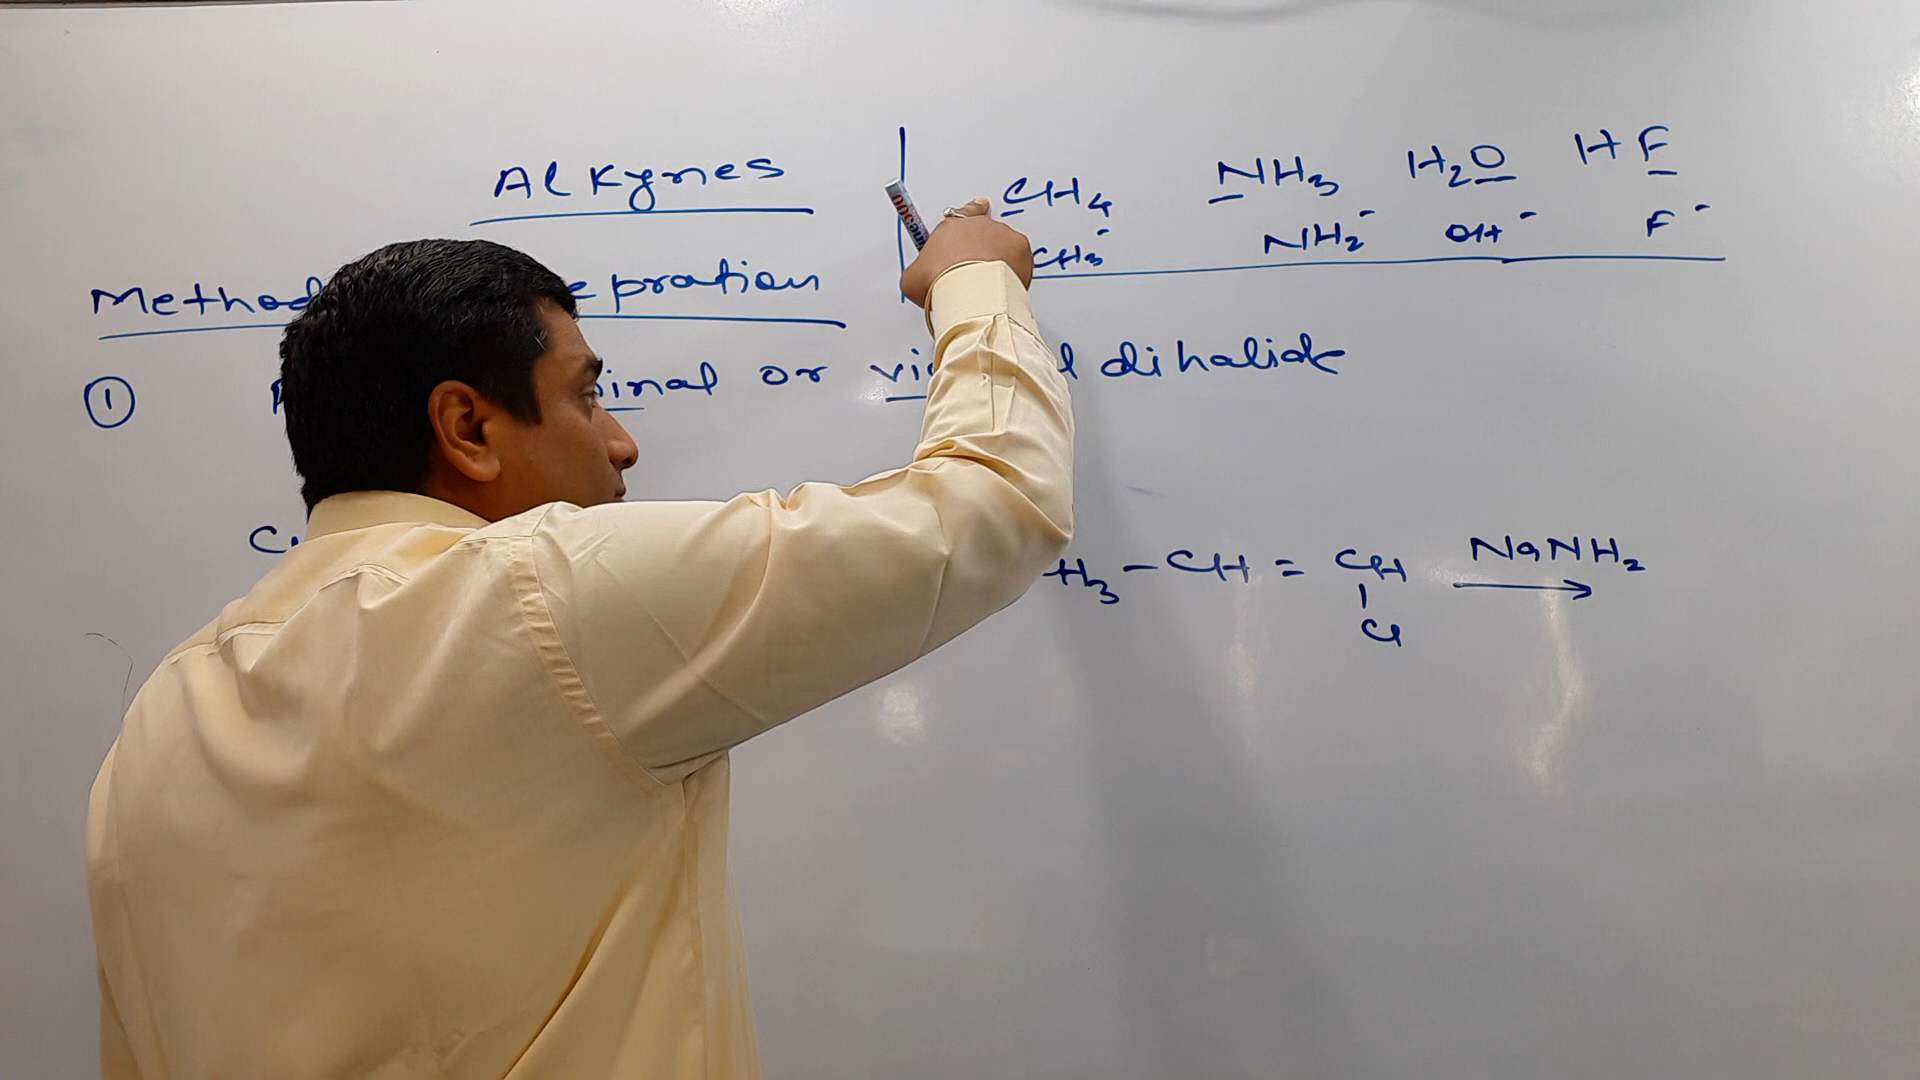 Alkynes
CH4 NH3 H2O HF
CH3- NH2- OH- F-
Method epration
① inal or vi dihalide
H3 - CH = CH NaNH2 →
Cl